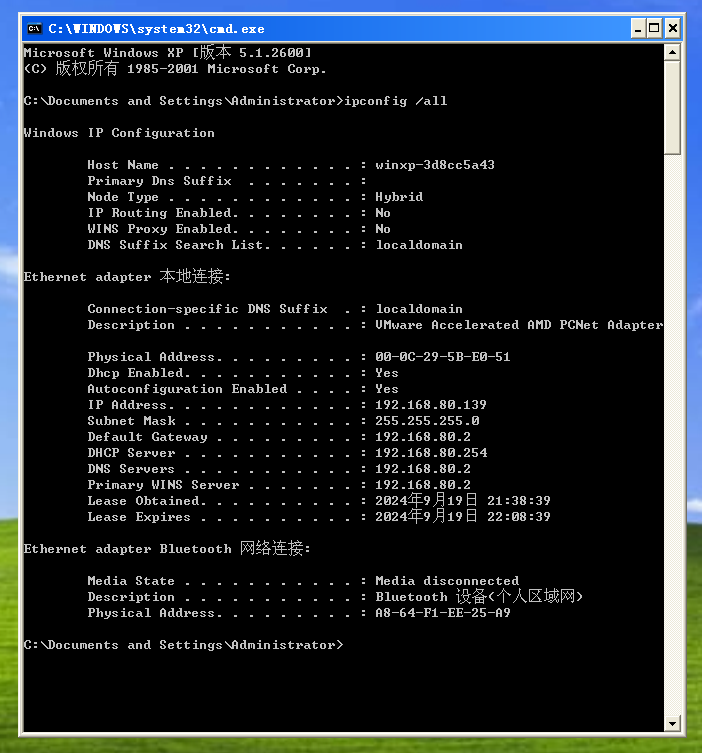 C:\WINDOWS\system32\cmd.exe
Microsoft Windows XP [版本 5.1.2600]
(C) 版权所有 1985-2001 Microsoft Corp.
C:\Documents and Settings\Administrator>ipconfig /all
Windows IP Configuration
Host Name . . . . . . . . . . . . : winxp-3d8cc5a43
Primary Dns Suffix  . . . . . . . :
Node Type . . . . . . . . . . . . : Hybrid
IP Routing Enabled. . . . . . . . : No
WINS Proxy Enabled. . . . . . . . : No
DNS Suffix Search List. . . . . . : localdomain
Ethernet adapter 本地连接:
Connection-specific DNS Suffix  . : localdomain
Description . . . . . . . . . . . : VMware Accelerated AMD PCNet Adapter
Physical Address. . . . . . . . . : 00-0C-29-5B-E0-51
Dhcp Enabled. . . . . . . . . . . : Yes
Autoconfiguration Enabled . . . . : Yes
IP Address. . . . . . . . . . . . : 192.168.80.139
Subnet Mask . . . . . . . . . . . : 255.255.255.0
Default Gateway . . . . . . . . . : 192.168.80.2
DHCP Server . . . . . . . . . . . : 192.168.80.254
DNS Servers . . . . . . . . . . . : 192.168.80.2
Primary WINS Server . . . . . . . : 192.168.80.2
Lease Obtained. . . . . . . . . . : 2024年9月19日 21:38:39
Lease Expires . . . . . . . . . . : 2024年9月19日 22:08:39
Ethernet adapter Bluetooth 网络连接:
Media State . . . . . . . . . . . : Media disconnected
Description . . . . . . . . . . . : Bluetooth 设备(个人区域网)
Physical Address. . . . . . . . . : A8-64-F1-EE-25-A9
C:\Documents and Settings\Administrator>